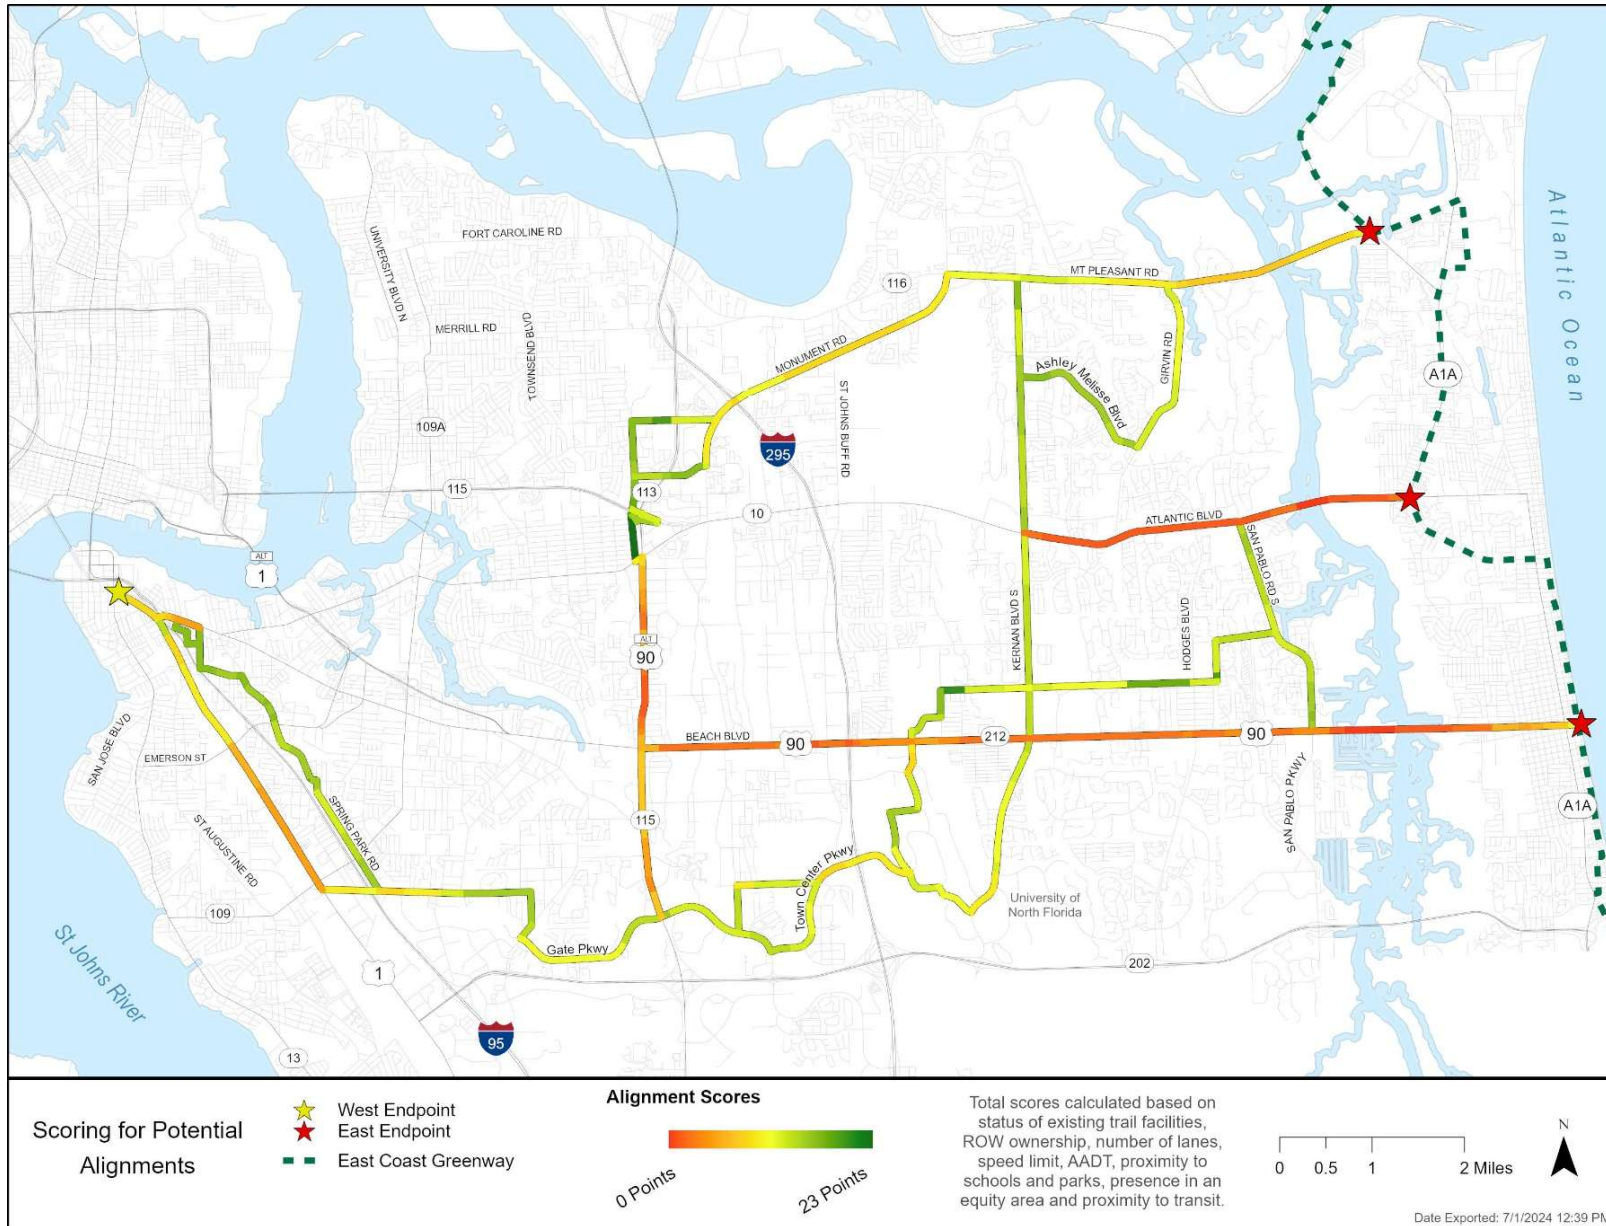 FORT CAROLINE RD
UNIVERSITY BLVD N
MERRILL RD
TOWNSEND BLVD
109A
115
113
116
MONUMENT RD
MT PLEASANT RD
Ashley Melisse Blvd
GIRVIN RD
ST JOHNS BUFF RD
295
10
ATLANTIC BLVD
SAN PABLO RD S
A1A
Atlantic Ocean
ALT
1
ALT
90
KERNAN BLVD S
HODGES BLVD
BEACH BLVD
90
212
90
SAN PABLO PKWY
A1A
SAN JOSE BLVD
EMERSON ST
ST AUGUSTINE RD
SPRING PARK RD
109
115
Town Center Pkwy
Gate Pkwy
University of
North Florida
202
St Johns River
1
95
13
Scoring for Potential
Alignments
West Endpoint
East Endpoint
East Coast Greenway
Alignment Scores
0 Points
23 Points
Total scores calculated based on
status of existing trail facilities,
ROW ownership, number of lanes,
speed limit, AADT, proximity to
schools and parks, presence in an
equity area and proximity to transit.
N
0 0.5 1 2 Miles
Date Exported: 7/1/2024 12:39 PM